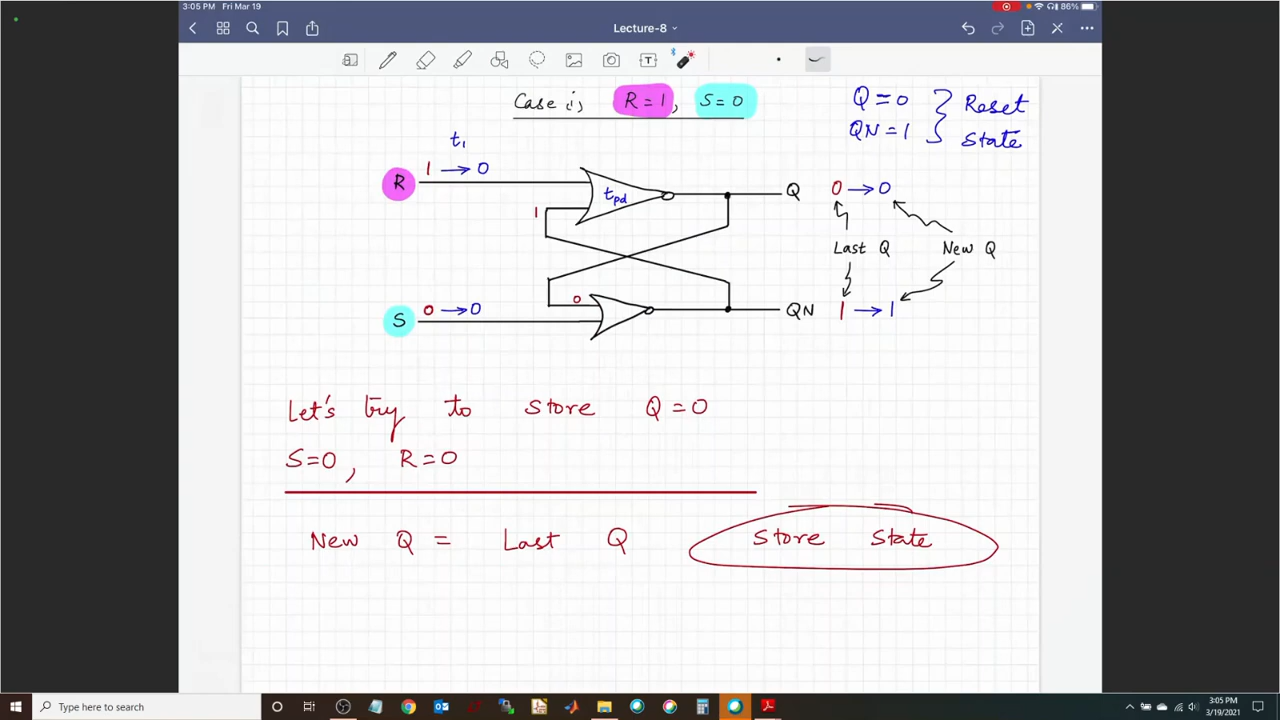 3:05 PM Fri Mar 19
86%
Lecture-8
T
Case i, R = 1, S = 0
Q = 0
QN = 1
Reset State
t1
R 1 → 0
tpd
1
Q 0 → 0
Last Q New Q
S 0 → 0
0
QN 1 → 1
Let's try to store Q = 0
S=0, R=0
New Q = Last Q Store State
Type here to search
3:05 PM
3/19/2021